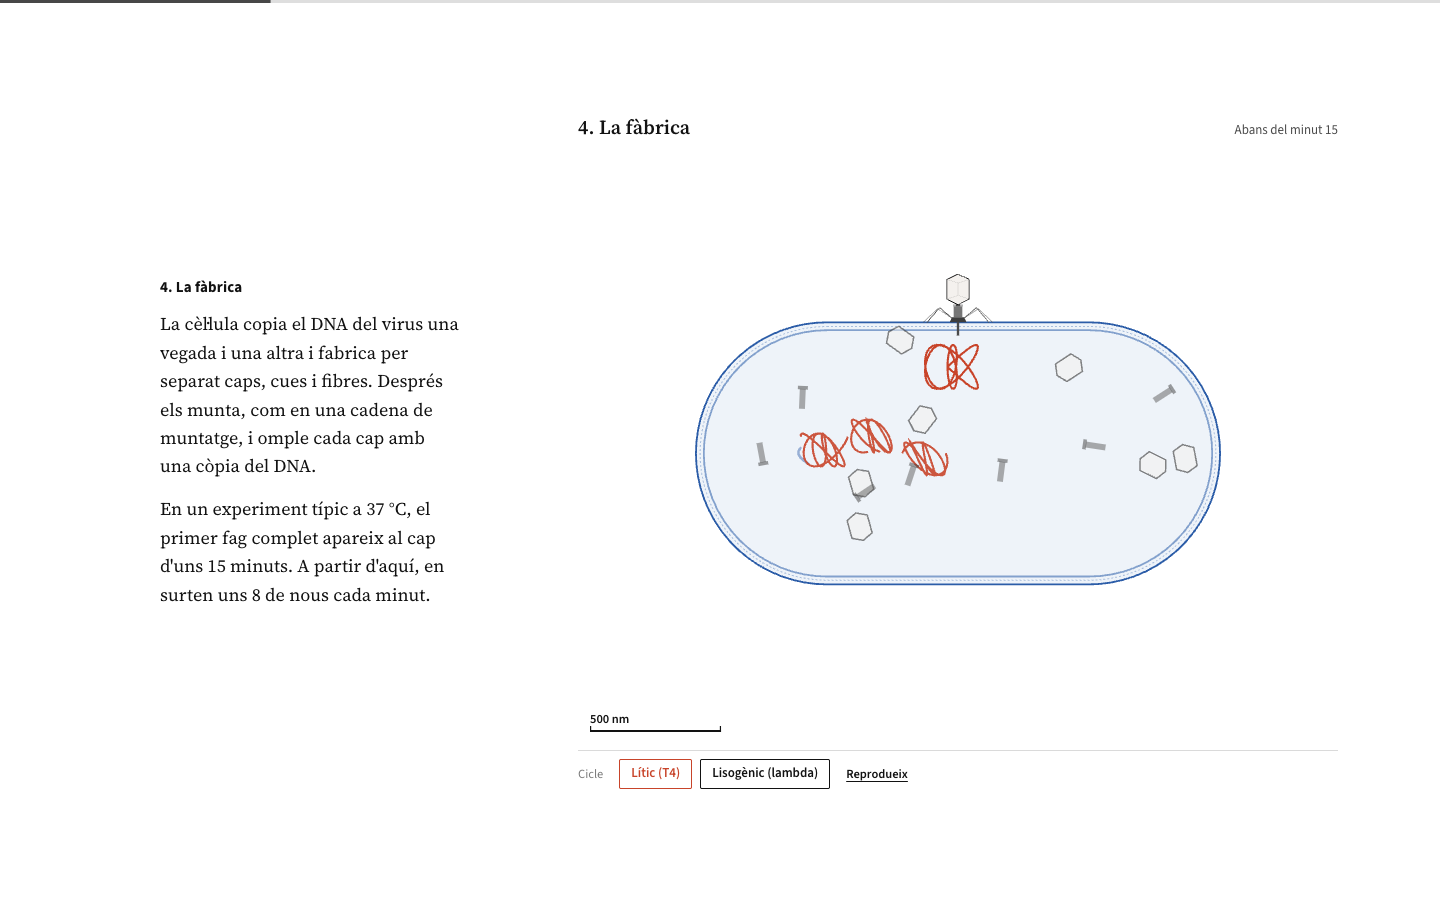 4. La fàbrica
Abans del minut 15
4. La fàbrica
La cèl·lula copia el DNA del virus una
vegada i una altra i fabrica per
separat caps, cues i fibres. Després
els munta, com en una cadena de
muntatge, i omple cada cap amb
una còpia del DNA.
En un experiment típic a 37 °C, el
primer fag complet apareix al cap
d'uns 15 minuts. A partir d'aquí, en
surten uns 8 de nous cada minut.
500 nm
Cicle
Lític (T4)
Lisogènic (lambda)
Reprodueix